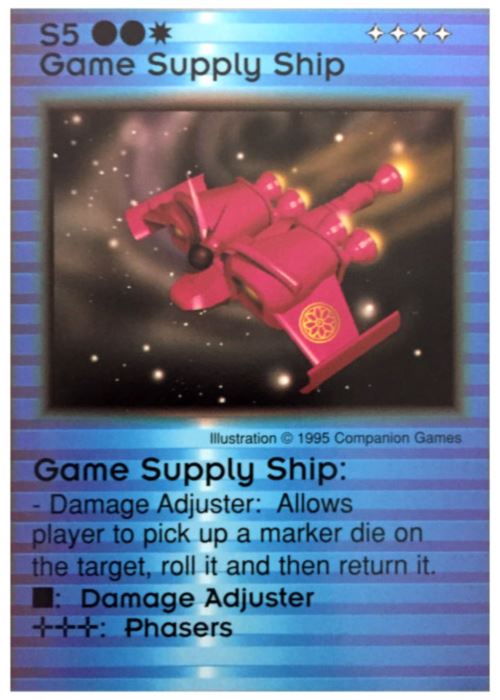 S5 ●●✷ ✧✧✧✧
Game Supply Ship
Illustration © 1995 Companion Games
Game Supply Ship:
- Damage Adjuster: Allows
player to pick up a marker die on
the target, roll it and then return it.
■: Damage Adjuster
✛✛✛: Phasers